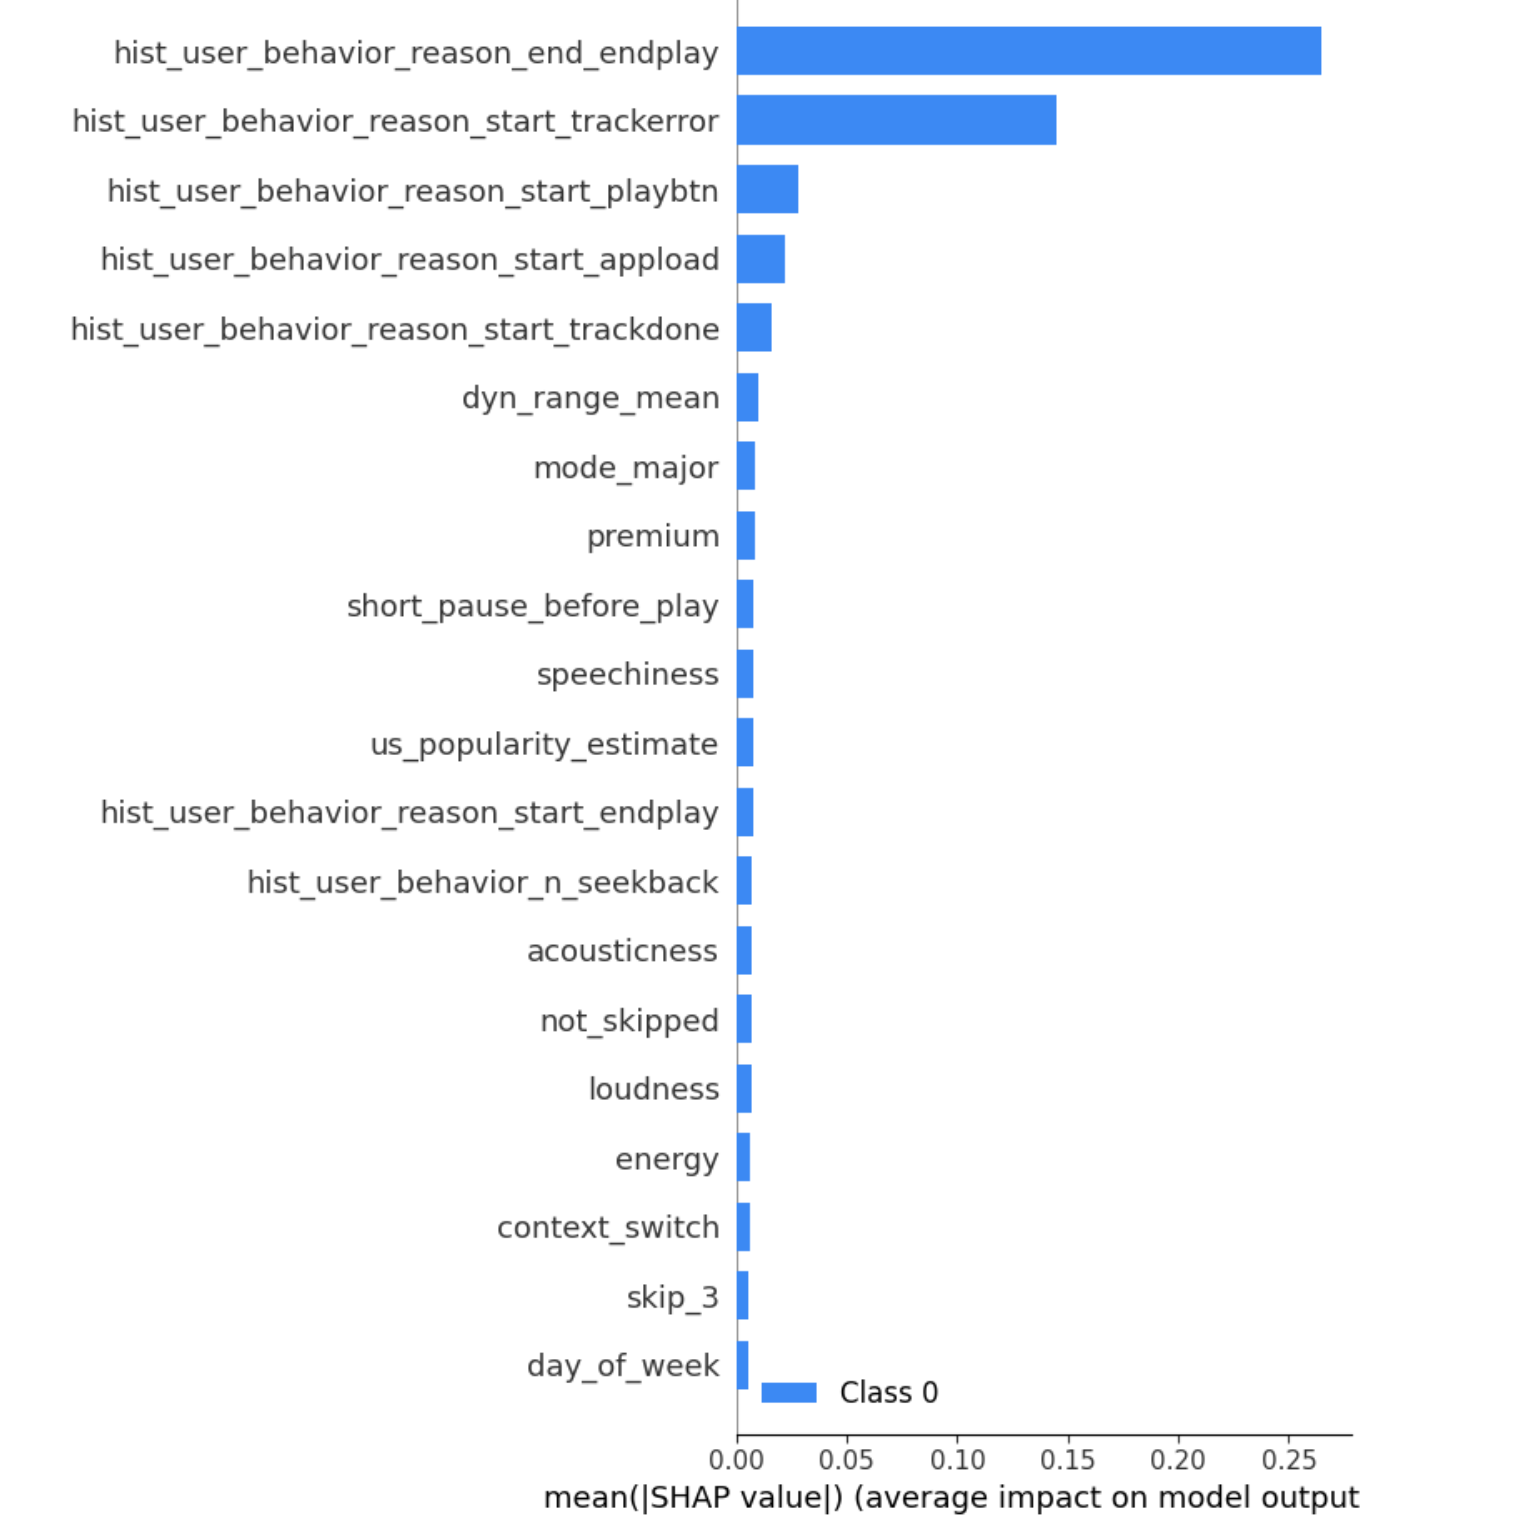 hist_user_behavior_reason_end_endplay
hist_user_behavior_reason_start_trackerror
hist_user_behavior_reason_start_playbtn
hist_user_behavior_reason_start_appload
hist_user_behavior_reason_start_trackdone
dyn_range_mean
mode_major
premium
short_pause_before_play
speechiness
us_popularity_estimate
hist_user_behavior_reason_start_endplay
hist_user_behavior_n_seekback
acousticness
not_skipped
loudness
energy
context_switch
skip_3
day_of_week
Class 0
0.00 0.05 0.10 0.15 0.20 0.25
mean(|SHAP value|) (average impact on model output